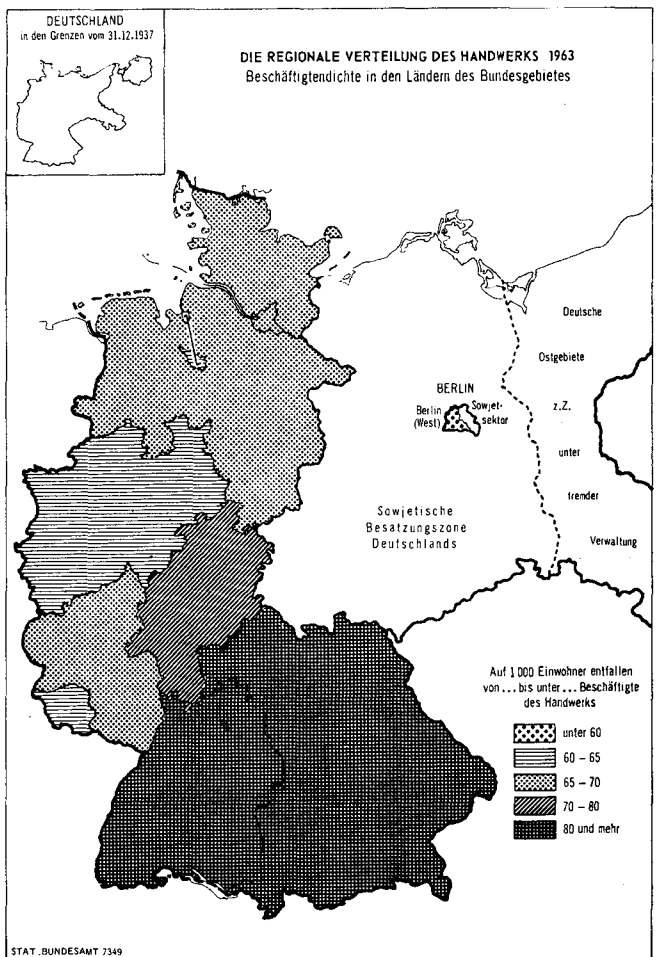 DEUTSCHLAND
in den Grenzen vom 31.12.1937
DIE REGIONALE VERTEILUNG DES HANDWERKS 1963
Beschäftigtendichte in den Ländern des Bundesgebietes
Deutsche
Ostgebiete
z.Z.
unter
fremder
Verwaltung
BERLIN
Berlin
(West)
Sowjet-
sektor
Sowjetische
Besatzungszone
Deutschlands
Auf 1 000 Einwohner entfallen
von ... bis unter ... Beschäftigte
des Handwerks
unter 60
60 – 65
65 – 70
70 – 80
80 und mehr
STAT. BUNDESAMT 7349